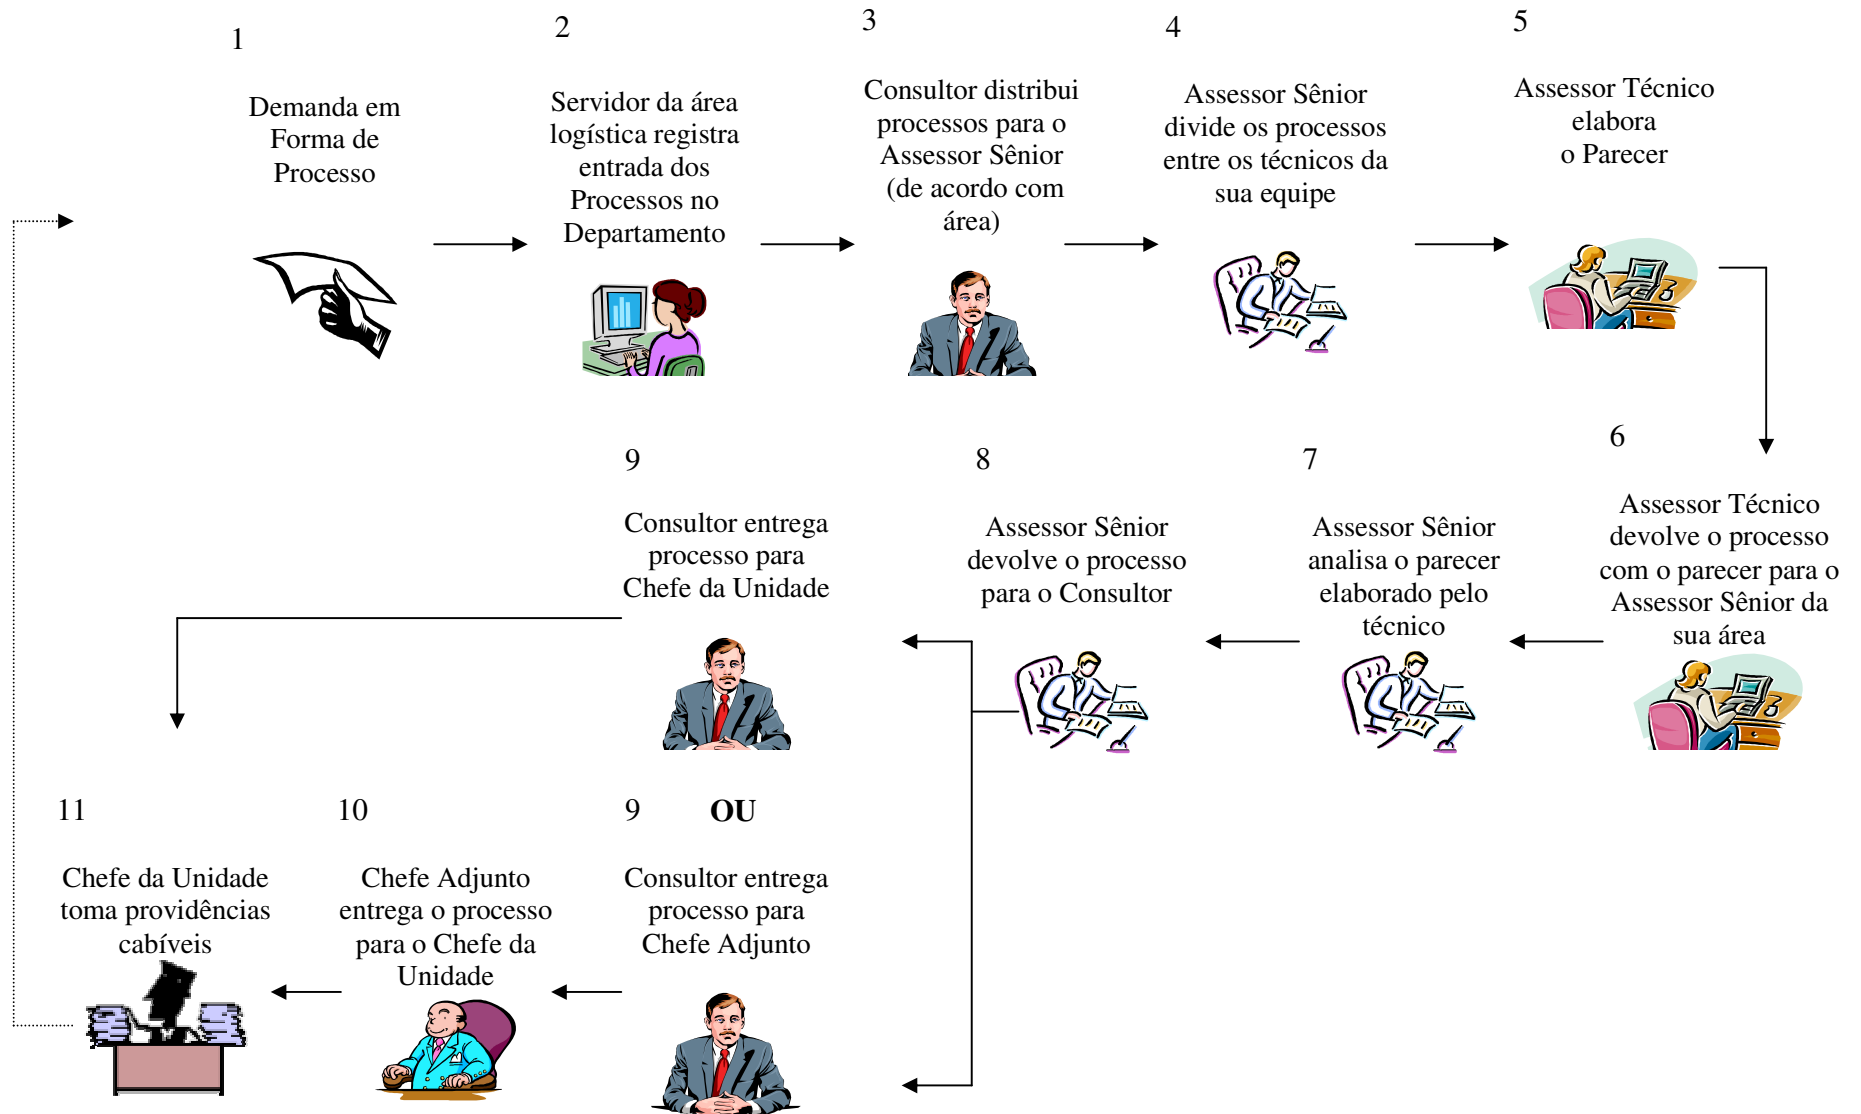 1
Demanda em
Forma de
Processo
2
Servidor da área
logística registra
entrada dos
Processos no
Departamento
3
Consultor distribui
processos para o
Assessor Sênior
(de acordo com
área)
4
Assessor Sênior
divide os processos
entre os técnicos da
sua equipe
5
Assessor Técnico
elabora
o Parecer
6
Assessor Técnico
devolve o processo
com o parecer para o
Assessor Sênior da
sua área
7
Assessor Sênior
analisa o parecer
elaborado pelo
técnico
8
Assessor Sênior
devolve o processo
para o Consultor
9
Consultor entrega
processo para
Chefe da Unidade
9 OU
Consultor entrega
processo para
Chefe Adjunto
10
Chefe Adjunto
entrega o processo
para o Chefe da
Unidade
11
Chefe da Unidade
toma providências
cabíveis